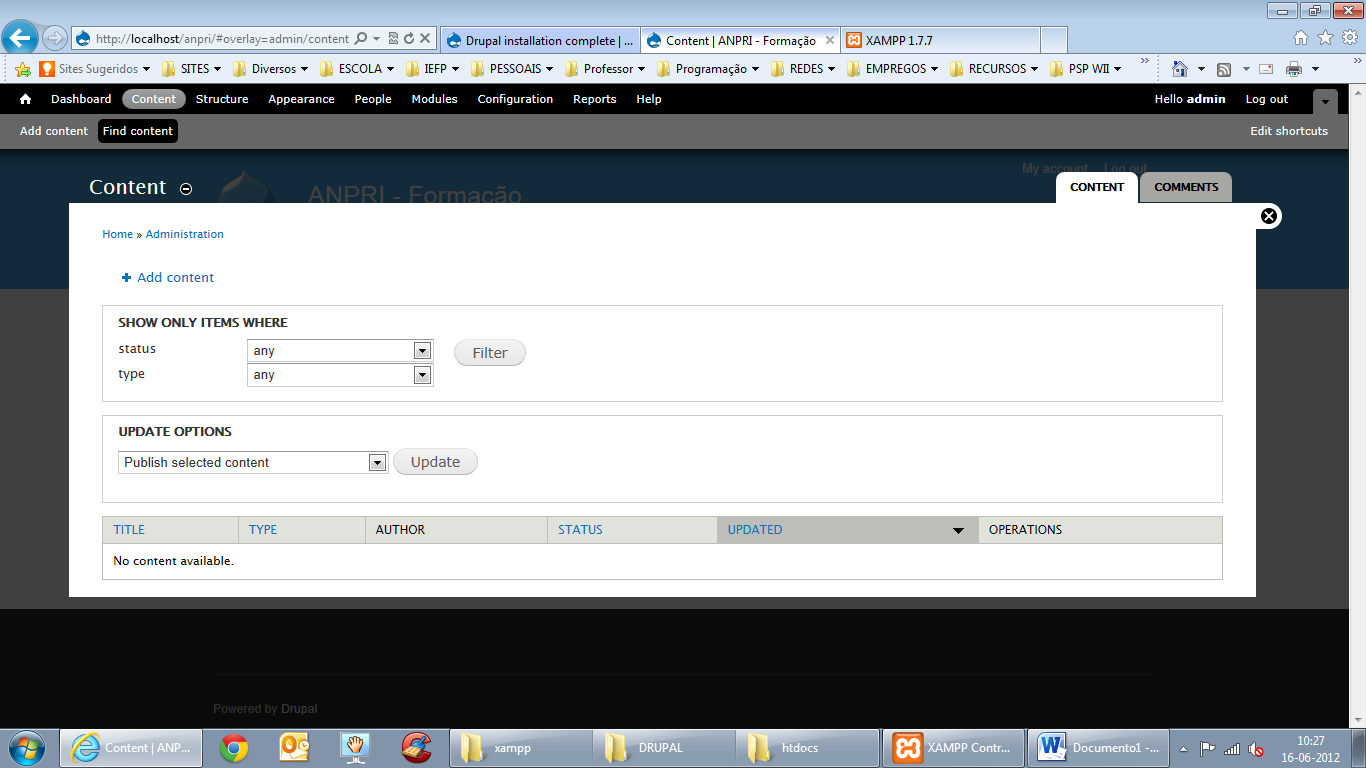 http://localhost/anpri/#overlay=admin/content
Drupal installation complete | ...
Content | ANPRI - Formação
XAMPP 1.7.7
Sites Sugeridos
SITES
Diversos
ESCOLA
IEFP
PESSOAIS
Professor
Programação
REDES
EMPREGOS
RECURSOS
PSP WII
Dashboard
Content
Structure
Appearance
People
Modules
Configuration
Reports
Help
Hello admin
Log out
Add content
Find content
Edit shortcuts
My account
Log out
Content
ANPRI - Formação
CONTENT
COMMENTS
Home » Administration
Add content
SHOW ONLY ITEMS WHERE
status
any
Filter
type
any
UPDATE OPTIONS
Publish selected content
Update
TITLE
TYPE
AUTHOR
STATUS
UPDATED
OPERATIONS
No content available.
Powered by Drupal
Content | ANP...
xampp
DRUPAL
htdocs
XAMPP Contr...
Documento1 - ...
10:27
16-06-2012